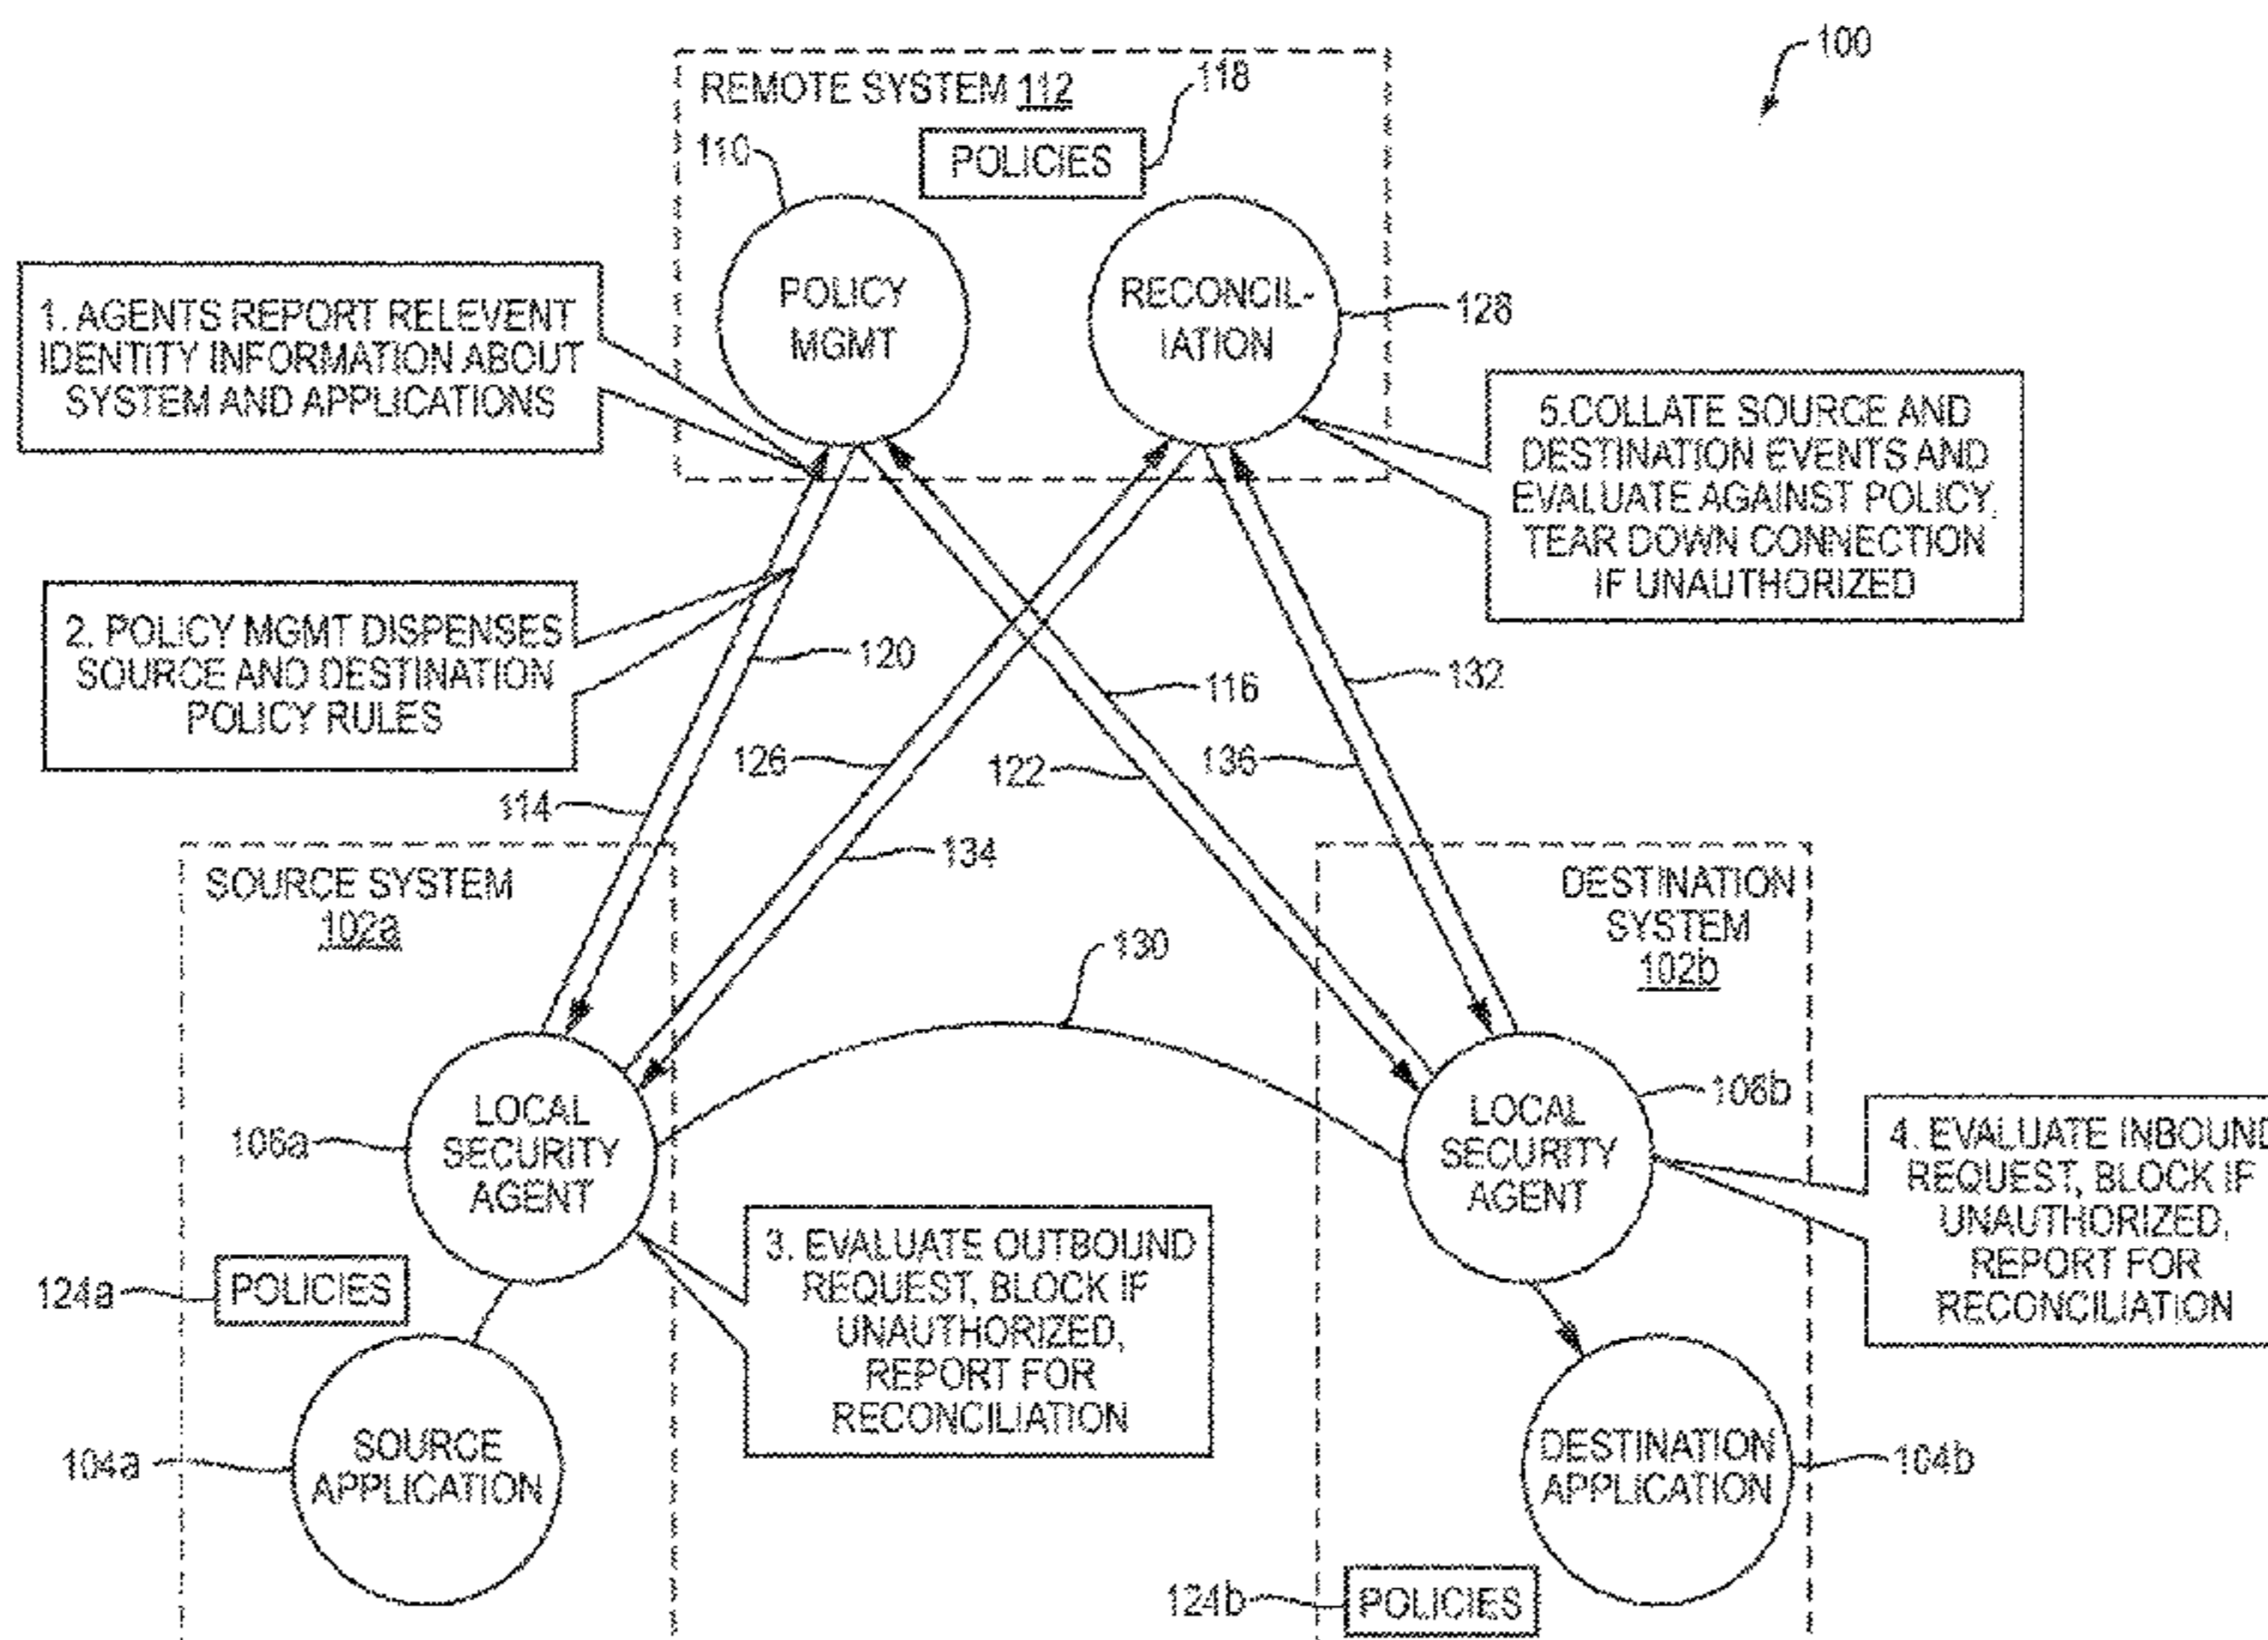 100
REMOTE SYSTEM 112
118
110
POLICIES
POLICY
MGMT
RECONCIL-
IATION
128
1. AGENTS REPORT RELEVENT
IDENTITY INFORMATION ABOUT
SYSTEM AND APPLICATIONS
5.COLLATE SOURCE AND
DESTINATION EVENTS AND
EVALUATE AGAINST POLICY,
TEAR DOWN CONNECTION
IF UNAUTHORIZED
2. POLICY MGMT DISPENSES
SOURCE AND DESTINATION
POLICY RULES
120
116
132
126
122
136
114
134
SOURCE SYSTEM
102a
DESTINATION
SYSTEM
102b
130
106a
LOCAL
SECURITY
AGENT
LOCAL
SECURITY
AGENT
106b
4. EVALUATE INBOUND
REQUEST, BLOCK IF
UNAUTHORIZED,
REPORT FOR
RECONCILIATION
3. EVALUATE OUTBOUND
REQUEST, BLOCK IF
UNAUTHORIZED,
REPORT FOR
RECONCILIATION
124a
POLICIES
104a
SOURCE
APPLICATION
DESTINATION
APPLICATION
104b
124b
POLICIES